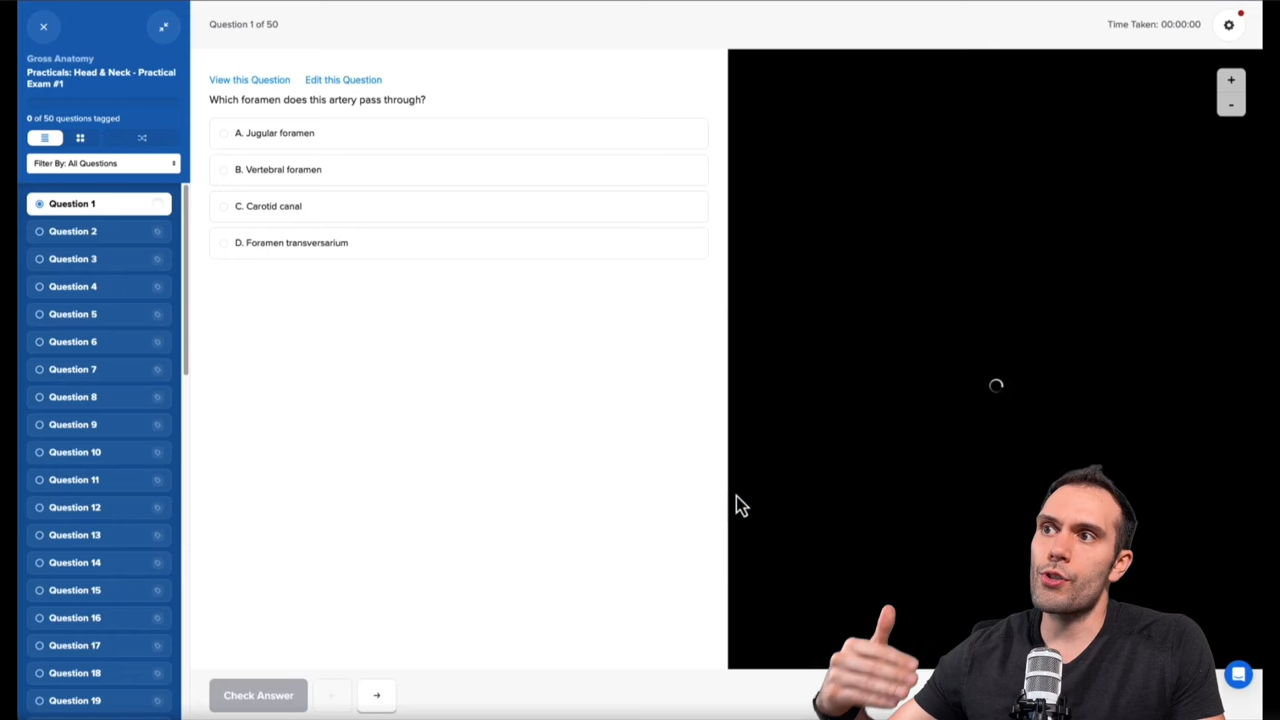 Gross Anatomy
Practicals: Head & Neck - Practical
Exam #1
0 of 50 questions tagged
Filter By: All Questions
Question 1
Question 2
Question 3
Question 4
Question 5
Question 6
Question 7
Question 8
Question 9
Question 10
Question 11
Question 12
Question 13
Question 14
Question 15
Question 16
Question 17
Question 18
Question 19
Question 1 of 50
Time Taken: 00:00:00
View this Question Edit this Question
Which foramen does this artery pass through?
A. Jugular foramen
B. Vertebral foramen
C. Carotid canal
D. Foramen transversarium
Check Answer
+
-